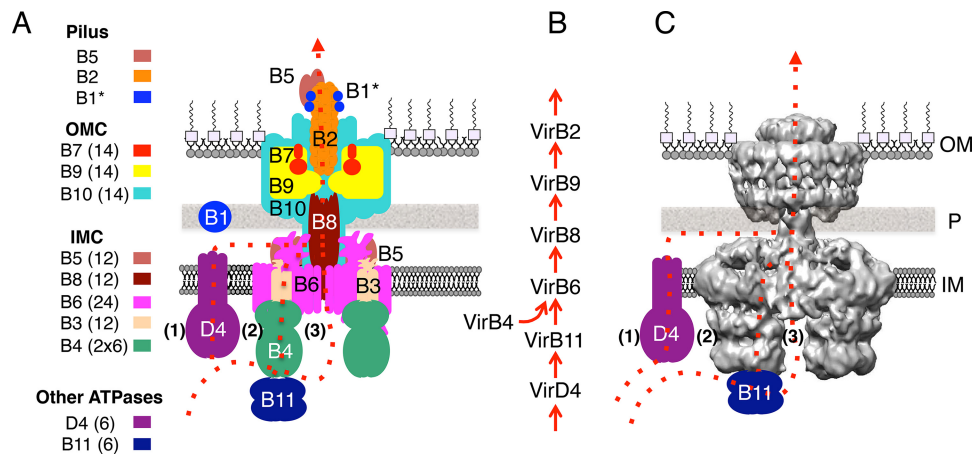 A
Pilus
B5
B2
B1*
OMC
B7 (14)
B9 (14)
B10 (14)
IMC
B5 (12)
B8 (12)
B6 (24)
B3 (12)
B4 (2x6)
Other ATPases
D4 (6)
B11 (6)
B5
B1*
B2
B7
B9
B10
B1
B8
B5
B6
B3
(1)
D4
(2)
(3)
B4
B11
B
VirB2
VirB9
VirB8
VirB6
VirB4
VirB11
VirD4
C
OM
P
IM
(1)
D4
(2)
(3)
B11